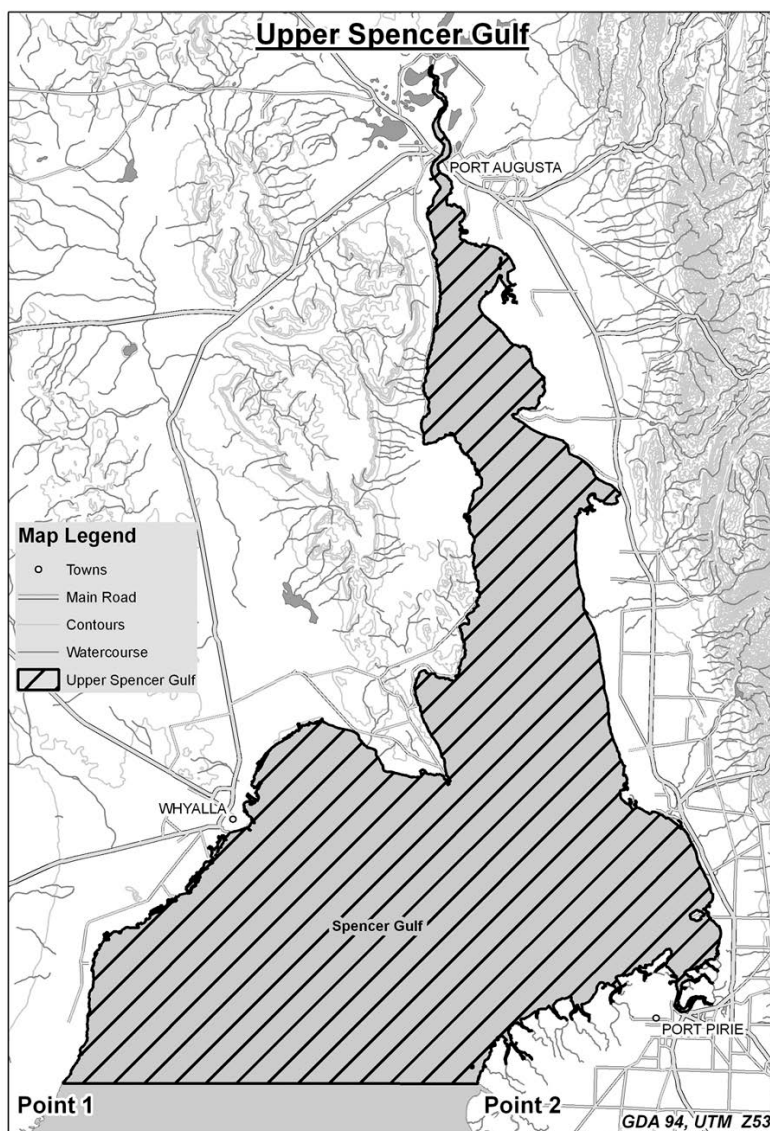 Upper Spencer Gulf
PORT AUGUSTA
Map Legend
Towns
Main Road
Contours
Watercourse
Upper Spencer Gulf
WHYALLA
Spencer Gulf
PORT PIRIE
Point 1
Point 2
GDA 94, UTM Z53